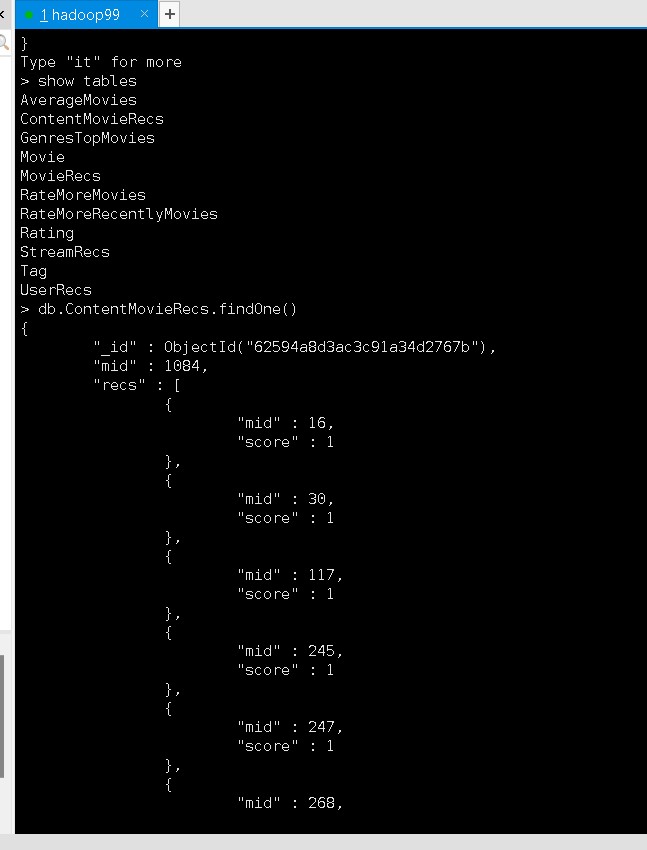 1 hadoop99
}
Type "it" for more
> show tables
AverageMovies
ContentMovieRecs
GenresTopMovies
Movie
MovieRecs
RateMoreMovies
RateMoreRecentlyMovies
Rating
StreamRecs
Tag
UserRecs
> db.ContentMovieRecs.findOne()
{
"_id" : ObjectId("62594a8d3ac3c91a34d2767b"),
"mid" : 1084,
"recs" : [
{
"mid" : 16,
"score" : 1
},
{
"mid" : 30,
"score" : 1
},
{
"mid" : 117,
"score" : 1
},
{
"mid" : 245,
"score" : 1
},
{
"mid" : 247,
"score" : 1
},
{
"mid" : 268,